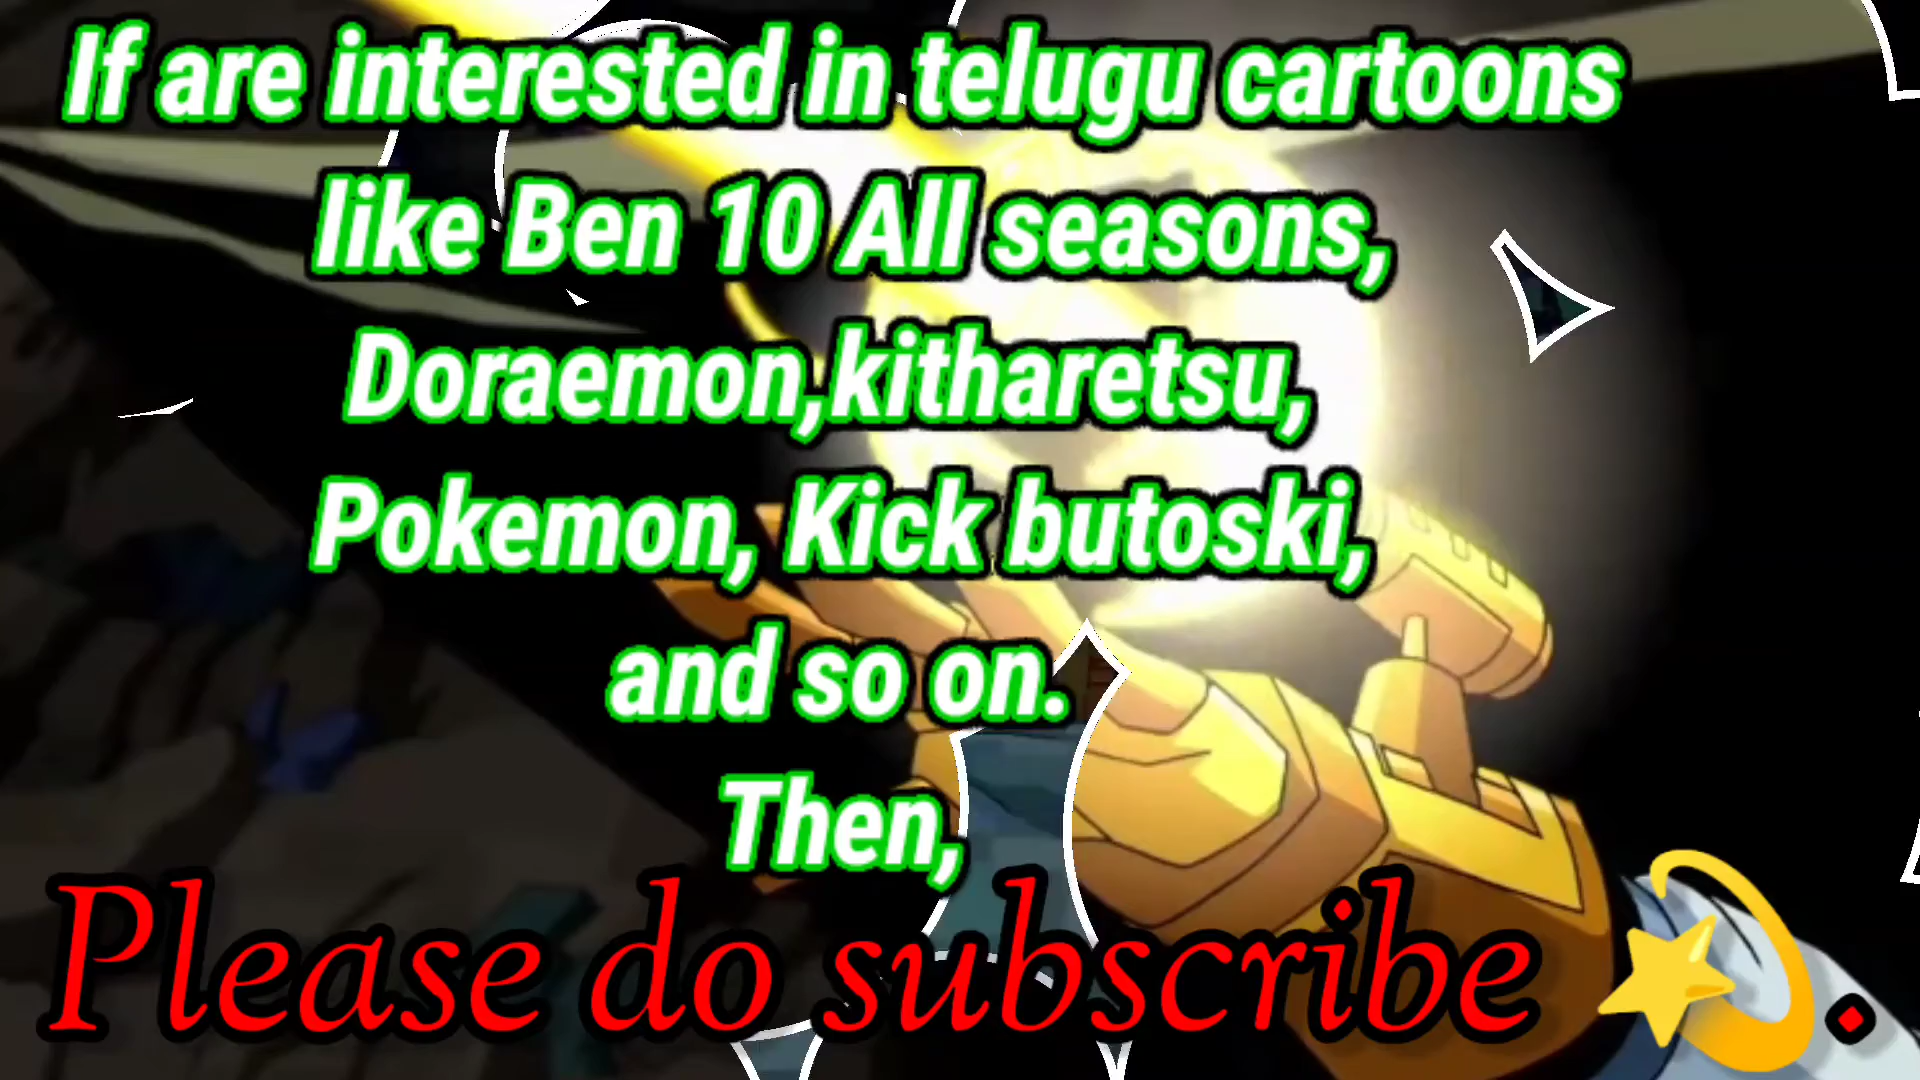 If are interested in telugu cartoons
like Ben 10 All seasons,
Doraemon,kitharetsu,
Pokemon, Kick butoski,
and so on.
Then,
Please do subscribe 💫.